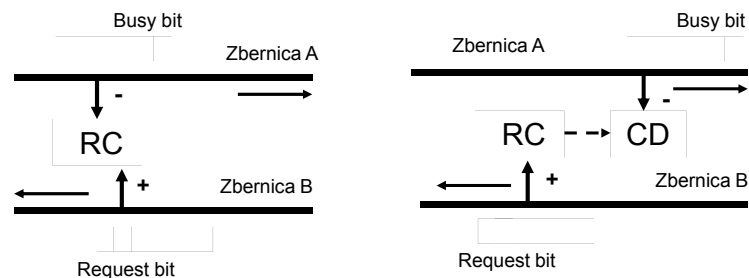 Busy bit
Zbernica A
-
RC
+
Zbernica B
Request bit
Busy bit
Zbernica A
-
RC
CD
+
Zbernica B
Request bit